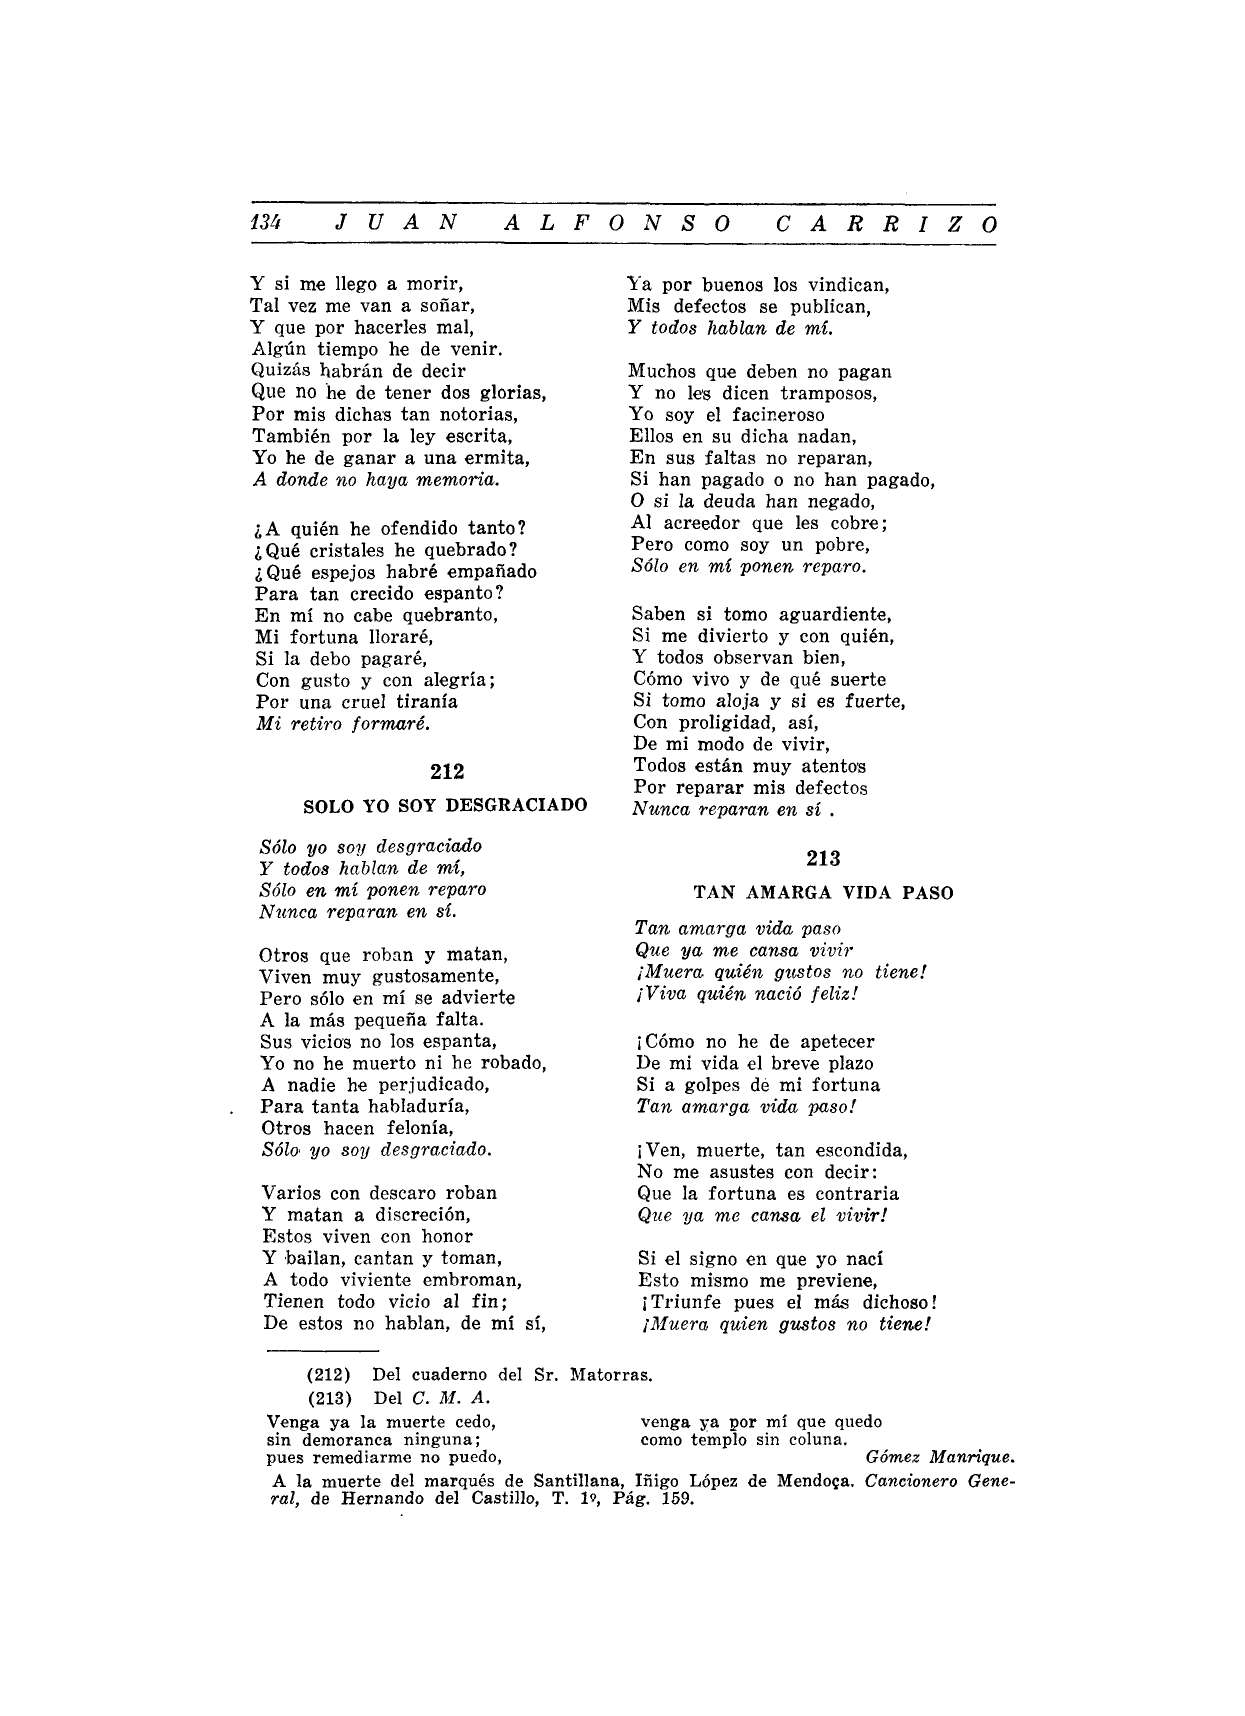 134 JUAN ALFONSO CARRIZO
Y si me llego a morir,
Tal vez me van a soñar,
Y que por hacerles mal,
Algún tiempo he de venir.
Quizás habrán de decir
Que no he de tener dos glorias,
Por mis dichas tan notorias,
También por la ley escrita,
Yo he de ganar a una ermita,
A donde no haya memoria.
¿A quién he ofendido tanto?
¿Qué cristales he quebrado?
¿Qué espejos habré empañado
Para tan crecido espanto?
En mí no cabe quebranto,
Mi fortuna lloraré,
Si la debo pagaré,
Con gusto y con alegría;
Por una cruel tiranía
Mi retiro formaré.
212
SOLO YO SOY DESGRACIADO
Sólo yo soy desgraciado
Y todos hablan de mí,
Sólo en mí ponen reparo
Nunca reparan en sí.
Otros que roban y matan,
Viven muy gustosamente,
Pero sólo en mí se advierte
A la más pequeña falta.
Sus vicios no los espanta,
Yo no he muerto ni he robado,
A nadie he perjudicado,
Para tanta habladuría,
Otros hacen felonía,
Sólo yo soy desgraciado.
Varios con descaro roban
Y matan a discreción,
Estos viven con honor
Y bailan, cantan y toman,
A todo viviente embroman,
Tienen todo vicio al fin;
De estos no hablan, de mí sí,
Ya por buenos los vindican,
Mis defectos se publican,
Y todos hablan de mí.
Muchos que deben no pagan
Y no les dicen tramposos,
Yo soy el facineroso
Ellos en su dicha nadan,
En sus faltas no reparan,
Si han pagado o no han pagado,
O si la deuda han negado,
Al acreedor que les cobre;
Pero como soy un pobre,
Sólo en mí ponen reparo.
Saben si tomo aguardiente,
Si me divierto y con quién,
Y todos observan bien,
Cómo vivo y de qué suerte
Si tomo aloja y si es fuerte,
Con proligidad, así,
De mi modo de vivir,
Todos están muy atentos
Por reparar mis defectos
Nunca reparan en sí .
213
TAN AMARGA VIDA PASO
Tan amarga vida paso
Que ya me cansa vivir
¡Muera quién gustos no tiene!
¡Viva quién nació feliz!
¡Cómo no he de apetecer
De mi vida el breve plazo
Si a golpes de mi fortuna
Tan amarga vida paso!
¡Ven, muerte, tan escondida,
No me asustes con decir:
Que la fortuna es contraria
Que ya me cansa el vivir!
Si el signo en que yo nací
Esto mismo me previene,
¡Triunfe pues el más dichoso!
¡Muera quien gustos no tiene!
(212) Del cuaderno del Sr. Matorras.
(213) Del C. M. A.
Venga ya la muerte cedo,
sin demoranca ninguna;
pues remediarme no puedo,
venga ya por mí que quedo
como templo sin coluna.
Gómez Manrique.
A la muerte del marqués de Santillana, Iñigo López de Mendoça. Cancionero Gene-
ral, de Hernando del Castillo, T. 1º, Pág. 159.